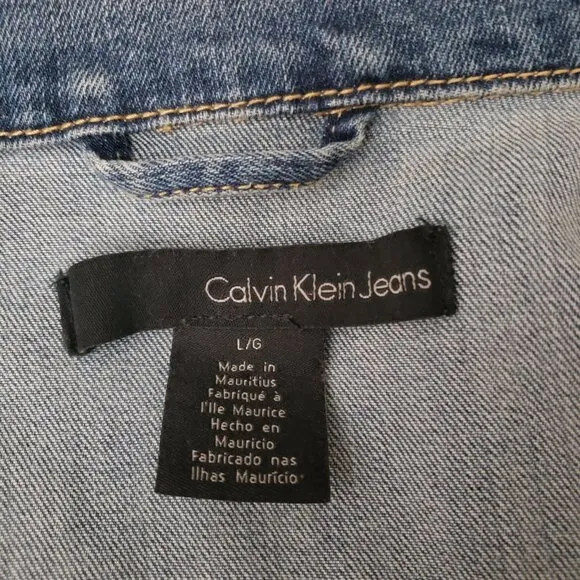 Calvin Klein Jeans
L/G
Made in
Mauritius
Fabriqué à
l'Ile Maurice
Hecho en
Mauricio
Fabricado nas
Ilhas Maurício